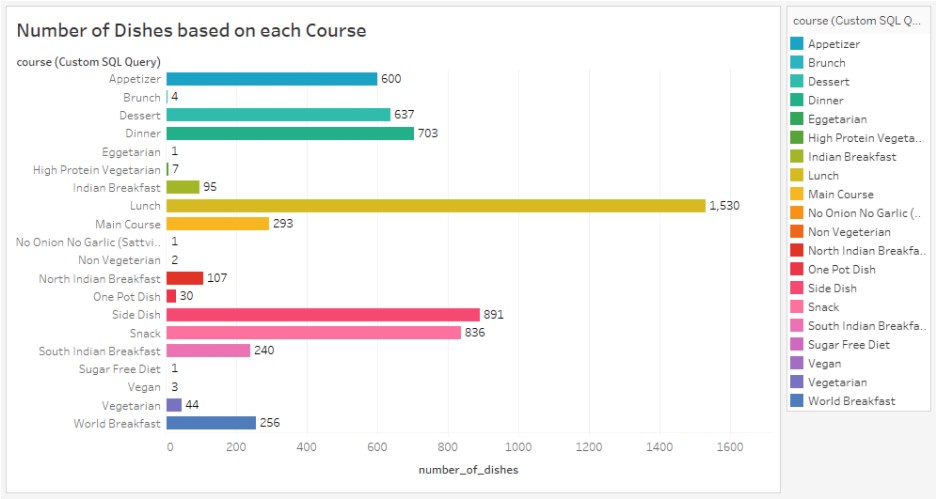 Number of Dishes based on each Course
course (Custom SQL Query)
Appetizer 600
Brunch 4
Dessert 637
Dinner 703
Eggetarian 1
High Protein Vegetarian 7
Indian Breakfast 95
Lunch 1,530
Main Course 293
No Onion No Garlic (Sattvi.. 1
Non Vegeterian 2
North Indian Breakfast 107
One Pot Dish 30
Side Dish 891
Snack 836
South Indian Breakfast 240
Sugar Free Diet 1
Vegan 3
Vegetarian 44
World Breakfast 256
0 200 400 600 800 1000 1200 1400 1600
number_of_dishes
course (Custom SQL Q...
Appetizer
Brunch
Dessert
Dinner
Eggetarian
High Protein Vegeta..
Indian Breakfast
Lunch
Main Course
No Onion No Garlic (..
Non Vegeterian
North Indian Breakfa..
One Pot Dish
Side Dish
Snack
South Indian Breakfa..
Sugar Free Diet
Vegan
Vegetarian
World Breakfast